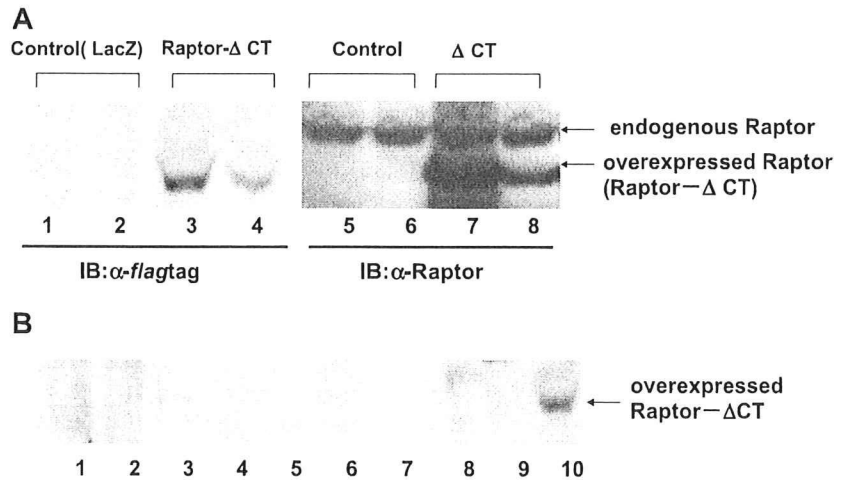 A
Control( LacZ) Raptor-Δ CT Control Δ CT
endogenous Raptor
overexpressed Raptor
(Raptor－Δ CT)
1 2 3 4 5 6 7 8
IB:α-flagtag IB:α-Raptor
B
overexpressed
Raptor－ΔCT
1 2 3 4 5 6 7 8 9 10